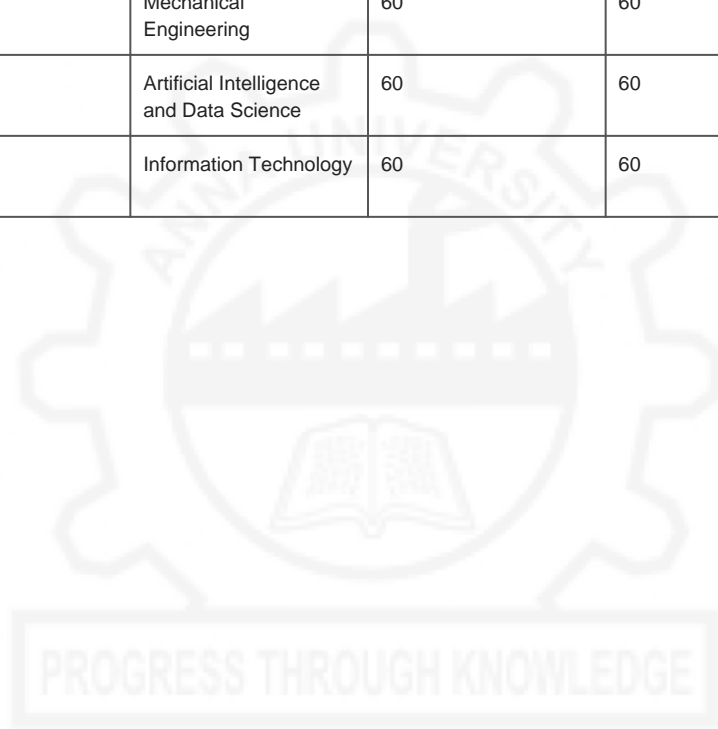 Mechanical 60 60
Engineering
Artificial Intelligence 60 60
and Data Science
Information Technology 60 60
ANNA UNIVERSITY
PROGRESS THROUGH KNOWLEDGE